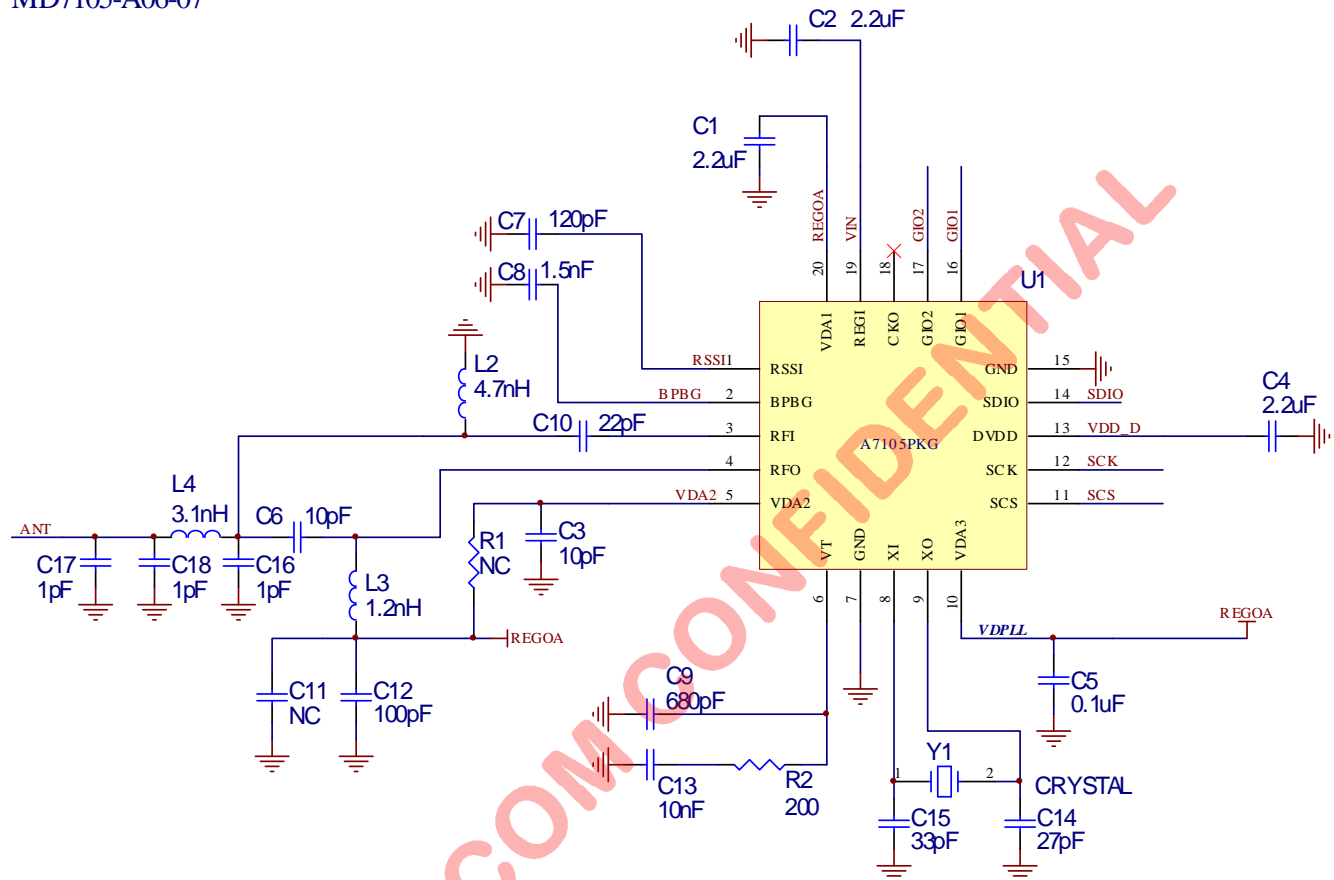 MD7105-A06-07
C2 2.2uF
C1
2.2uF
REGOA
VIN
GIO2
GIO1
20
19
18
17
16
U1
VDA1
REGI
CKO
GIO2
GIO1
C7 120pF
C8 1.5nF
L2
4.7nH
C10 22pF
RSSI 1 RSSI
BPBG 2 BPBG
3 RFI
4 RFO
VDA2 5 VDA2
A7105PKG
GND 15
SDIO 14 SDIO
DVDD 13 VDD_D
SCK 12 SCK
SCS 11 SCS
C4
2.2uF
VT
GND
XI
XO
VDA3
6
7
8
9
10
ANT
L4
3.1nH
C6 10pF
C17
1pF
C18
1pF
C16
1pF
L3
1.2nH
R1
NC
C3
10pF
REGOA
C11
NC
C12
100pF
VDPLL
REGOA
C5
0.1uF
C9
680pF
C13
10nF
R2
200
Y1
1
2
CRYSTAL
C15
33pF
C14
27pF
COM CONFIDENTIAL